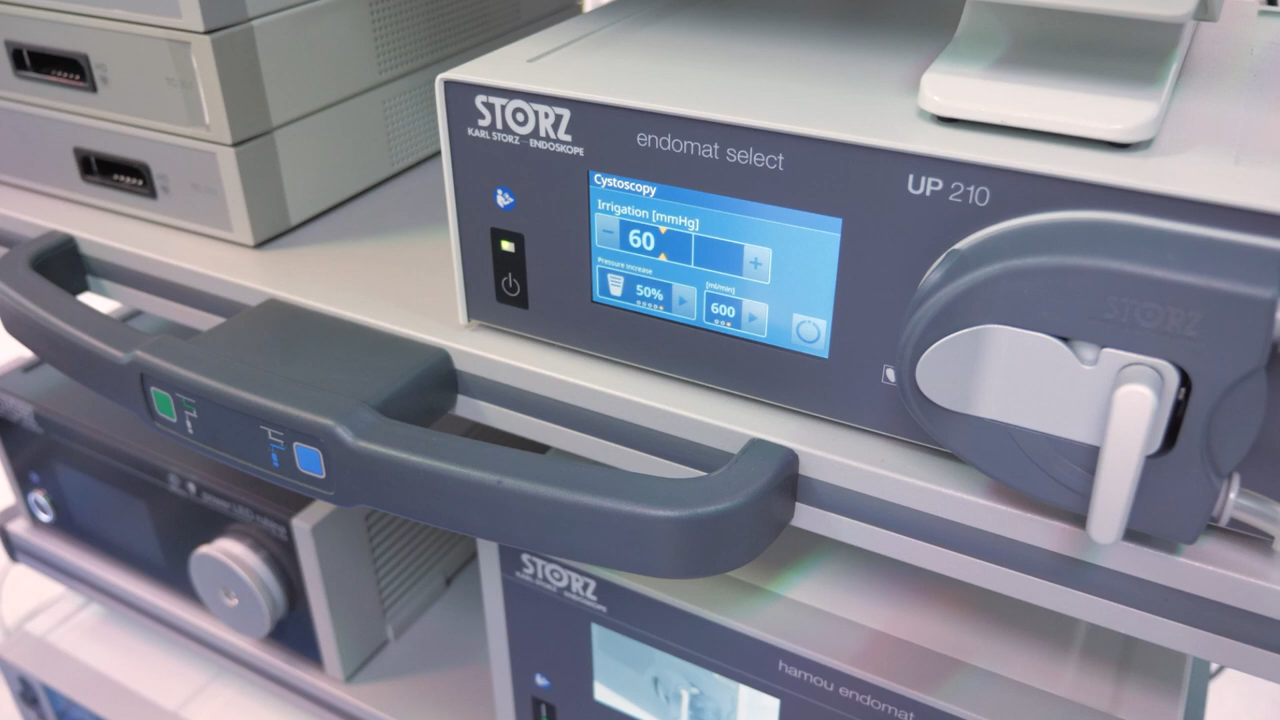 STORZ
KARL STORZ — ENDOSKOPE
endomat select
UP 210
Cystoscopy
Irrigation [mmHg]
− 60 +
Pressure increase
[ml/min]
50%
600
STORZ
STORZ
KARL STORZ — ENDOSKOPE
hamou endomat